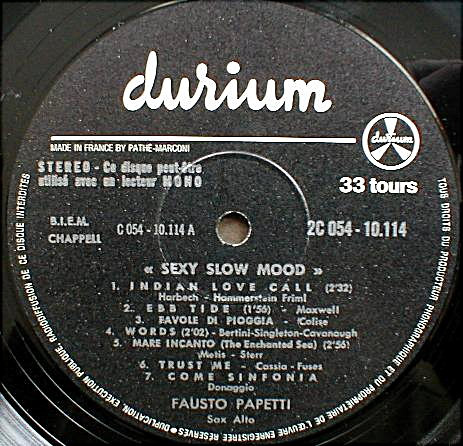 durium
durium
MADE IN FRANCE BY PATHÉ-MARCONI
STEREO - Ce disque peut-être
utilisé avec un lecteur MONO
33 tours
B.I.E.M.
CHAPPELL
C 054 - 10.114 A
2C 054 - 10.114
« SEXY SLOW MOOD »
1. INDIAN LOVE CALL (2'32)
Harbach - Hammerstein Friml
2. EBB TIDE (1'56) - Maxwell
3. FAVOLE DI PIOGGIA - Colise
4. WORDS (2'02) - Bertini-Singleton-Cavanaugh
5. MARE INCANTO (The Enchanted Sea) (2'56)
Metis - Starr
6. TRUST ME - Cassia - Fuses
7. COME SINFONIA
Donaggio
FAUSTO PAPETTI
Sax Alto
TOUS DROITS DU PRODUCTEUR PHONOGRAPHIQUE ET DU PROPRIÉTAIRE DE L'ŒUVRE ENREGISTRÉE RÉSERVÉS - DUPLICATION, EXÉCUTION PUBLIQUE, RADIODIFFUSION DE CE DISQUE INTERDITES